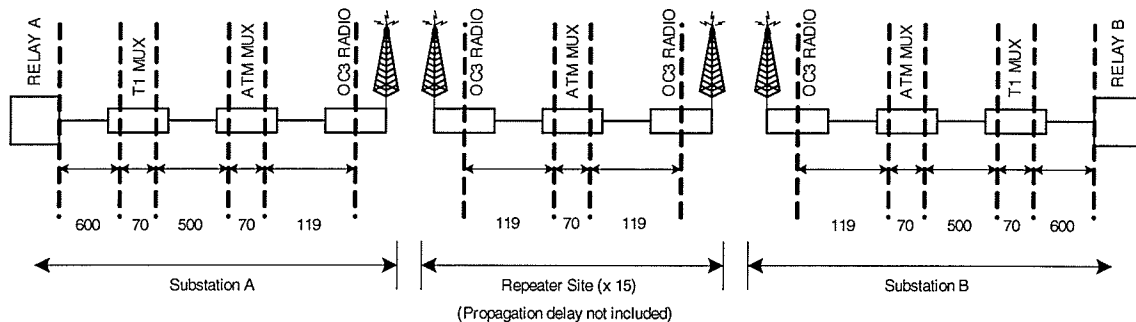 RELAY A
T1 MUX
ATM MUX
OC3 RADIO
OC3 RADIO
ATM MUX
OC3 RADIO
OC3 RADIO
ATM MUX
T1 MUX
RELAY B
600 70 500 70 119
119 70 119
119 70 500 70 600
Substation A
Repeater Site (x 15)
Substation B
(Propagation delay not included)